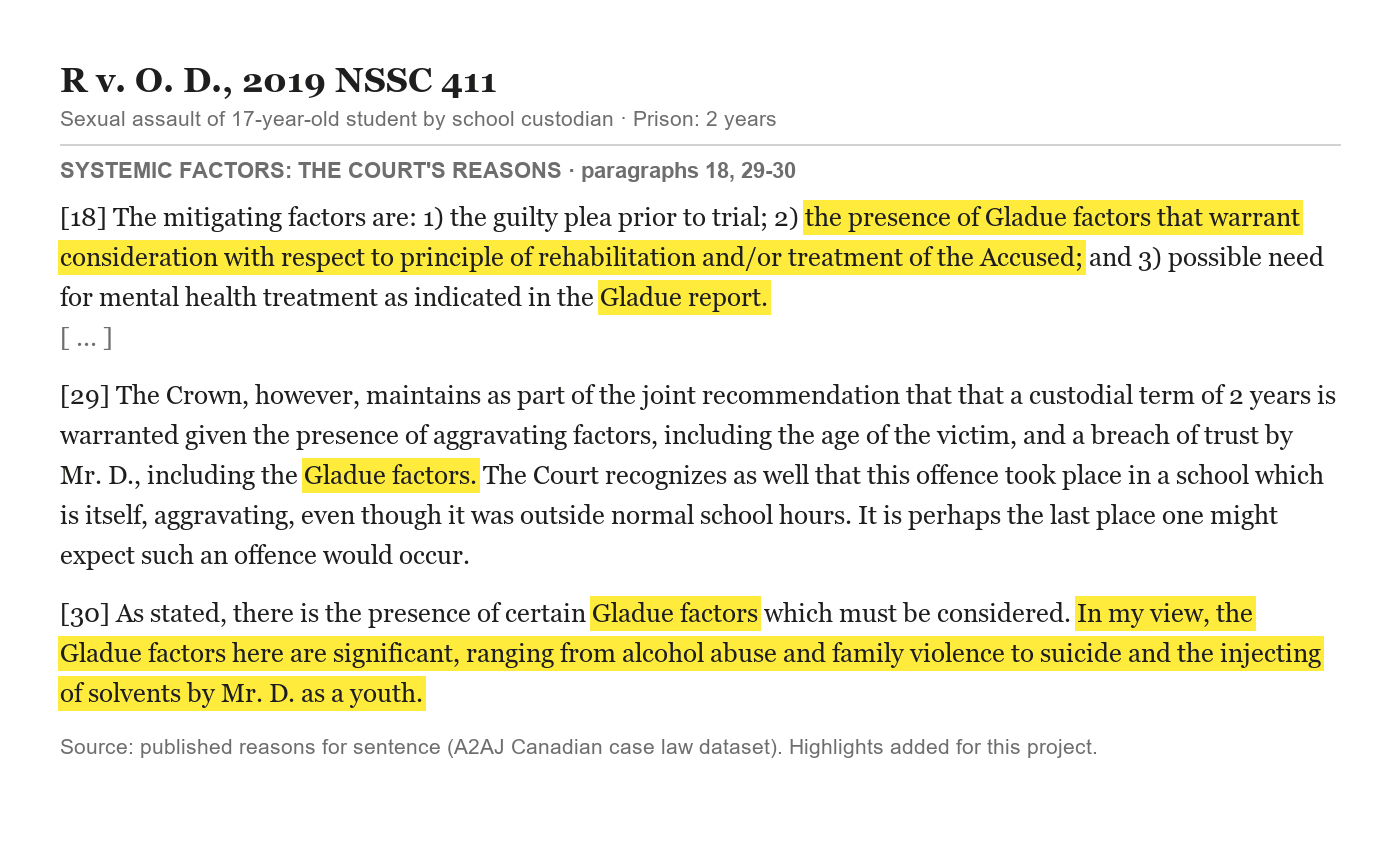 R v. O. D., 2019 NSSC 411
Sexual assault of 17-year-old student by school custodian · Prison: 2 years
SYSTEMIC FACTORS: THE COURT'S REASONS · paragraphs 18, 29-30
[18] The mitigating factors are: 1) the guilty plea prior to trial; 2) the presence of Gladue factors that warrant
consideration with respect to principle of rehabilitation and/or treatment of the Accused; and 3) possible need
for mental health treatment as indicated in the Gladue report.
[ ... ]
[29] The Crown, however, maintains as part of the joint recommendation that that a custodial term of 2 years is
warranted given the presence of aggravating factors, including the age of the victim, and a breach of trust by
Mr. D., including the Gladue factors. The Court recognizes as well that this offence took place in a school which
is itself, aggravating, even though it was outside normal school hours. It is perhaps the last place one might
expect such an offence would occur.
[30] As stated, there is the presence of certain Gladue factors which must be considered. In my view, the
Gladue factors here are significant, ranging from alcohol abuse and family violence to suicide and the injecting
of solvents by Mr. D. as a youth.
Source: published reasons for sentence (A2AJ Canadian case law dataset). Highlights added for this project.